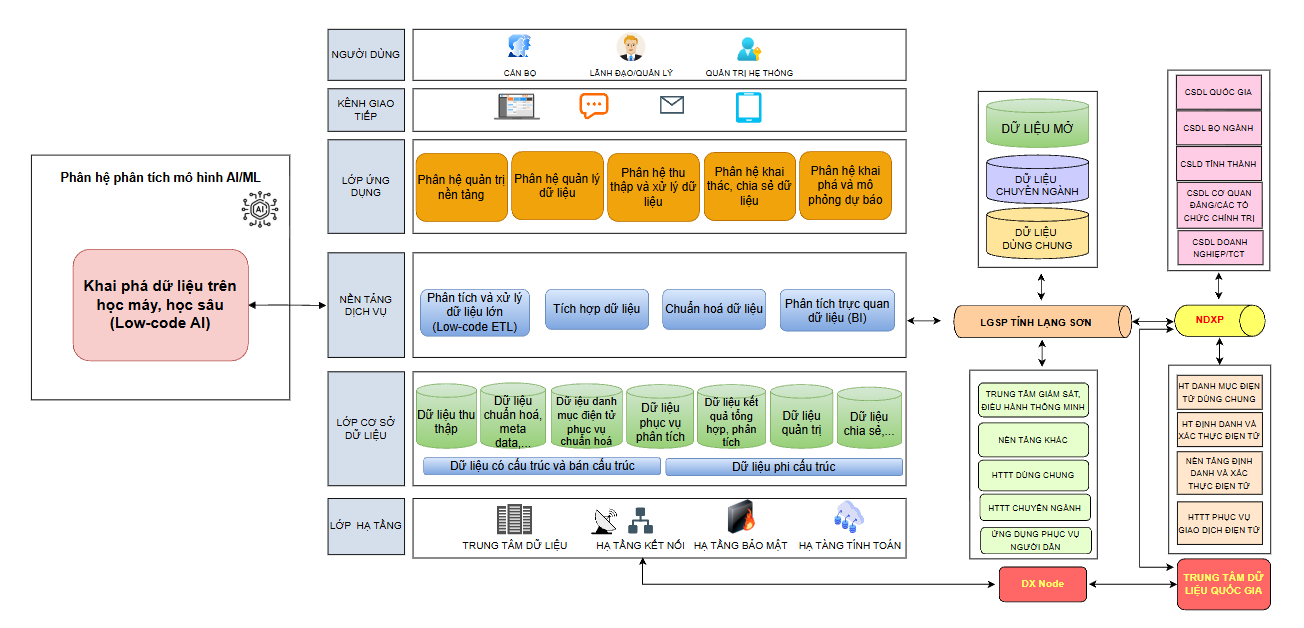 Phân hệ phân tích mô hình AI/ML
AI
Khai phá dữ liệu trên
học máy, học sâu
(Low-code AI)
NGƯỜI DÙNG
CÁN BỘ
LÃNH ĐẠO/QUẢN LÝ
QUẢN TRỊ HỆ THỐNG
KÊNH GIAO
TIẾP
LỚP ỨNG
DỤNG
Phân hệ quản trị
nền tảng
Phân hệ quản lý
dữ liệu
Phân hệ thu
thập và xử lý dữ
liệu
Phân hệ khai
thác, chia sẻ dữ
liệu
Phân hệ khai
phá và mô
phỏng dự báo
NỀN TẢNG
DỊCH VỤ
Phân tích và xử lý
dữ liệu lớn
(Low-code ETL)
Tích hợp dữ liệu
Chuẩn hoá dữ liệu
Phân tích trực quan
dữ liệu (BI)
LỚP CƠ SỞ
DỮ LIỆU
Dữ liệu thu
thập
Dữ liệu
chuẩn hoá,
meta
data,...
Dữ iệu danh
mục điện tử
phục vụ
chuẩn hoá
Dữ liệu
phục vụ
phân tích
Dữ liệu kết
quả tổng
hợp, phân
tích
Dữ liệu
quản trị
Dữ liệu
chia sẻ,...
Dữ liệu có cấu trúc và bán cấu trúc
Dữ liệu phi cấu trúc
LỚP HẠ TẦNG
TRUNG TÂM DỮ LIỆU
HẠ TẦNG KẾT NỐI
HẠ TẦNG BẢO MẬT
HẠ TẦNG TÍNH TOÁN
DỮ LIỆU MỞ
DỮ LIỆU
CHUYÊN NGÀNH
DỮ LIỆU
DÙNG CHUNG
LGSP TỈNH LẠNG SƠN
TRUNG TÂM GIÁM SÁT,
ĐIỀU HÀNH THÔNG MINH
NỀN TẢNG KHÁC
HTTT DÙNG CHUNG
HTTT CHUYÊN NGÀNH
ỨNG DỤNG PHỤC VỤ
NGƯỜI DÂN
DX Node
CSDL QUỐC GIA
CSDL BỘ NGÀNH
CSLD TỈNH THÀNH
CSDL CƠ QUAN
ĐẢNG/CÁC TỔ
CHỨC CHÍNH TRỊ
CSDL DOANH
NGHIỆP/TCT
NDXP
HT DANH MỤC ĐIỆN
TỬ DÙNG CHUNG
HT ĐỊNH DANH VÀ
XÁC THỰC ĐIỆN TỬ
NỀN TẢNG ĐỊNH
DANH VÀ XÁC
THỰC ĐIỆN TỬ
HTTT PHỤC VỤ
GIAO DỊCH ĐIỆN TỬ
TRUNG TÂM DỮ
LIỆU QUỐC GIA